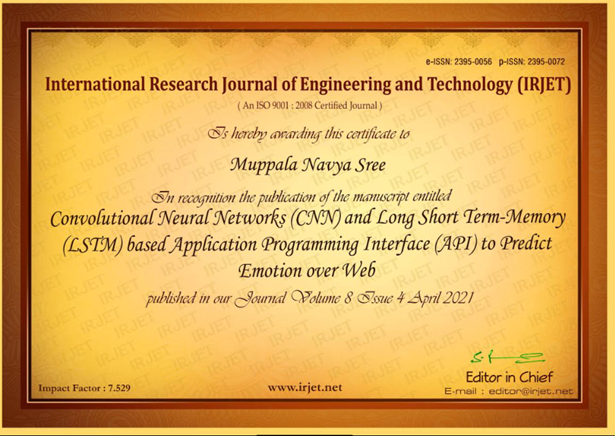 e-ISSN: 2395-0056 p-ISSN: 2395-0072
International Research Journal of Engineering and Technology (IRJET)
( An ISO 9001 : 2008 Certified Journal )
Is hereby awarding this certificate to
Muppala Navya Sree
In recognition the publication of the manuscript entitled
Convolutional Neural Networks (CNN) and Long Short Term-Memory
(LSTM) based Application Programming Interface (API) to Predict
Emotion over Web
published in our Journal Volume 8 Issue 4 April 2021
Editor in Chief
Impact Factor : 7.529 www.irjet.net E-mail : editor@irjet.net